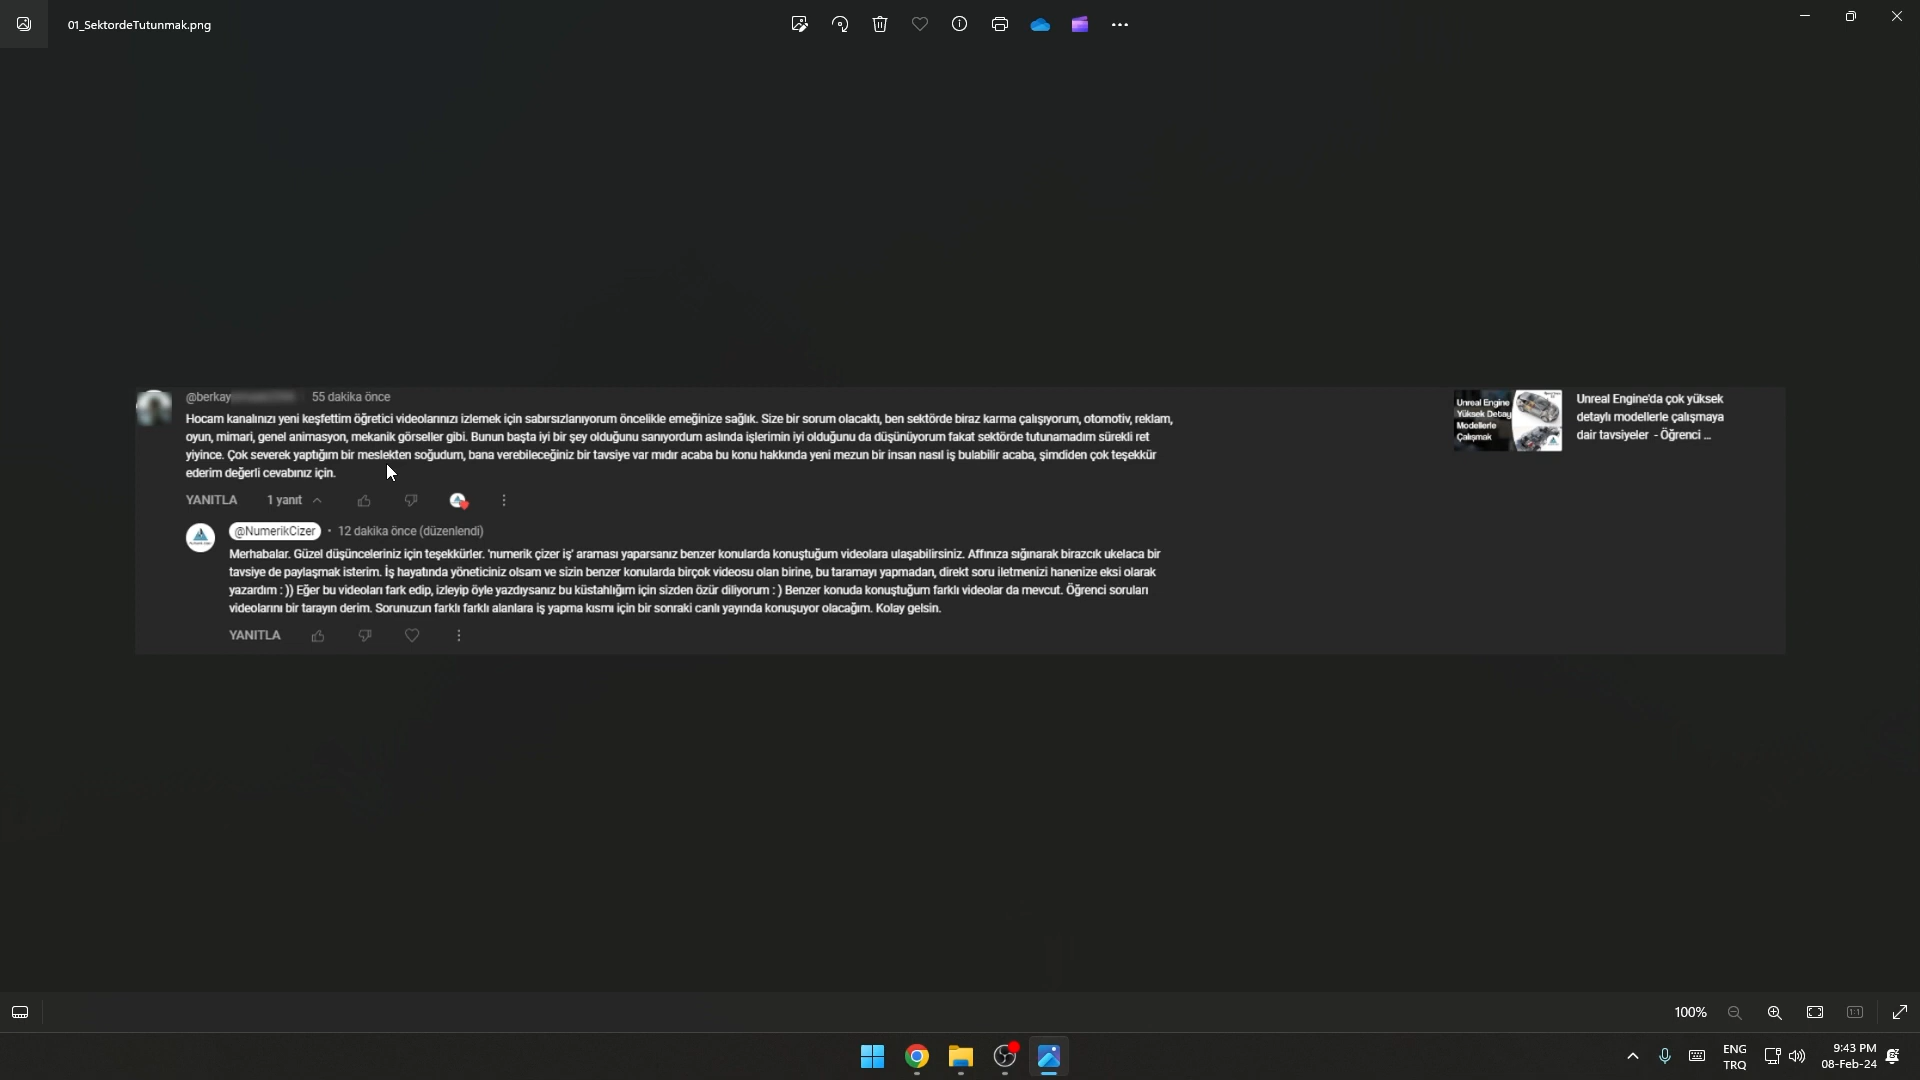 01_SektordeTutunmak.png
@berkay 55 dakika önce
Hocam kanalınızı yeni keşfettim öğretici videolarınızı izlemek için sabırsızlanıyorum öncelikle emeğinize sağlık. Size bir sorum olacaktı, ben sektörde biraz karma çalışıyorum, otomotiv, reklam,
oyun, mimari, genel animasyon, mekanik görseller gibi. Bunun başta iyi bir şey olduğunu sanıyordum aslında işlerimin iyi olduğunu da düşünüyorum fakat sektörde tutunamadım sürekli ret
yiyince. Çok severek yaptığım bir meslekten soğudum, bana verebileceğiniz bir tavsiye var mıdır acaba bu konu hakkında yeni mezun bir insan nasıl iş bulabilir acaba, şimdiden çok teşekkür
ederim değerli cevabınız için.
YANITLA 1 yanıt
@NumerikCizer • 12 dakika önce (düzenlendi)
Merhabalar. Güzel düşünceleriniz için teşekkürler. 'numerik çizer iş' araması yaparsanız benzer konularda konuştuğum videolara ulaşabilirsiniz. Affınıza sığınarak birazcık ukelaca bir
tavsiye de paylaşmak isterim. İş hayatında yöneticiniz olsam ve sizin benzer konularda birçok videosu olan birine, bu taramayı yapmadan, direkt soru iletmenizi hanenize eksi olarak
yazardım : )) Eğer bu videoları fark edip, izleyip öyle yazdıysanız bu küstahlığım için sizden özür diliyorum : ) Benzer konuda konuştuğum farklı videolar da mevcut. Öğrenci soruları
videolarını bir tarayın derim. Sorunuzun farklı farklı alanlara iş yapma kısmı için bir sonraki canlı yayında konuşuyor olacağım. Kolay gelsin.
YANITLA
Unreal Engine
Yüksek Detay
Modellerle
Çalışmak
Unreal Engine'da çok yüksek
detaylı modellerle çalışmaya
dair tavsiyeler - Öğrenci ...
100%
1:1
ENG
TRQ
9:43 PM
08-Feb-24